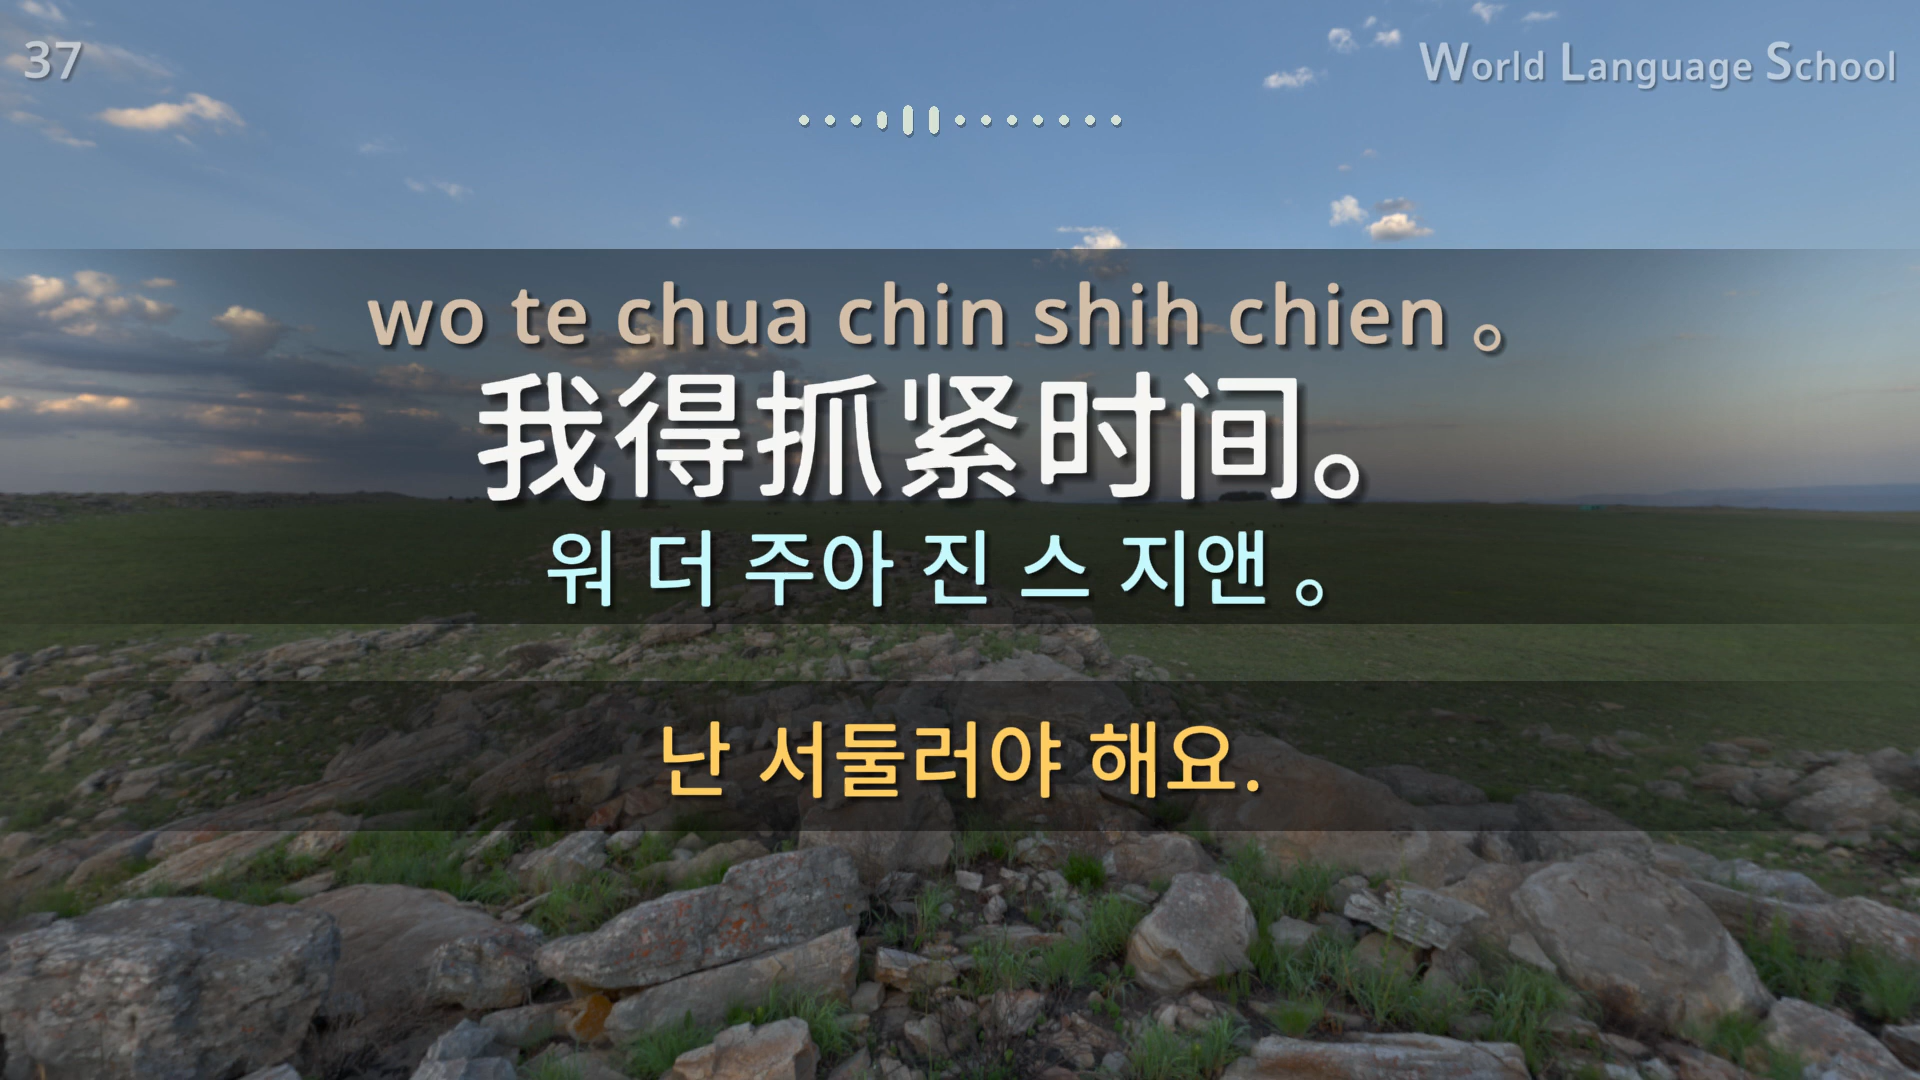 37
World Language School
wo te chua chin shih chien 。
我得抓紧时间。
워 더 주아 진 스 지앤 。
난 서둘러야 해요.